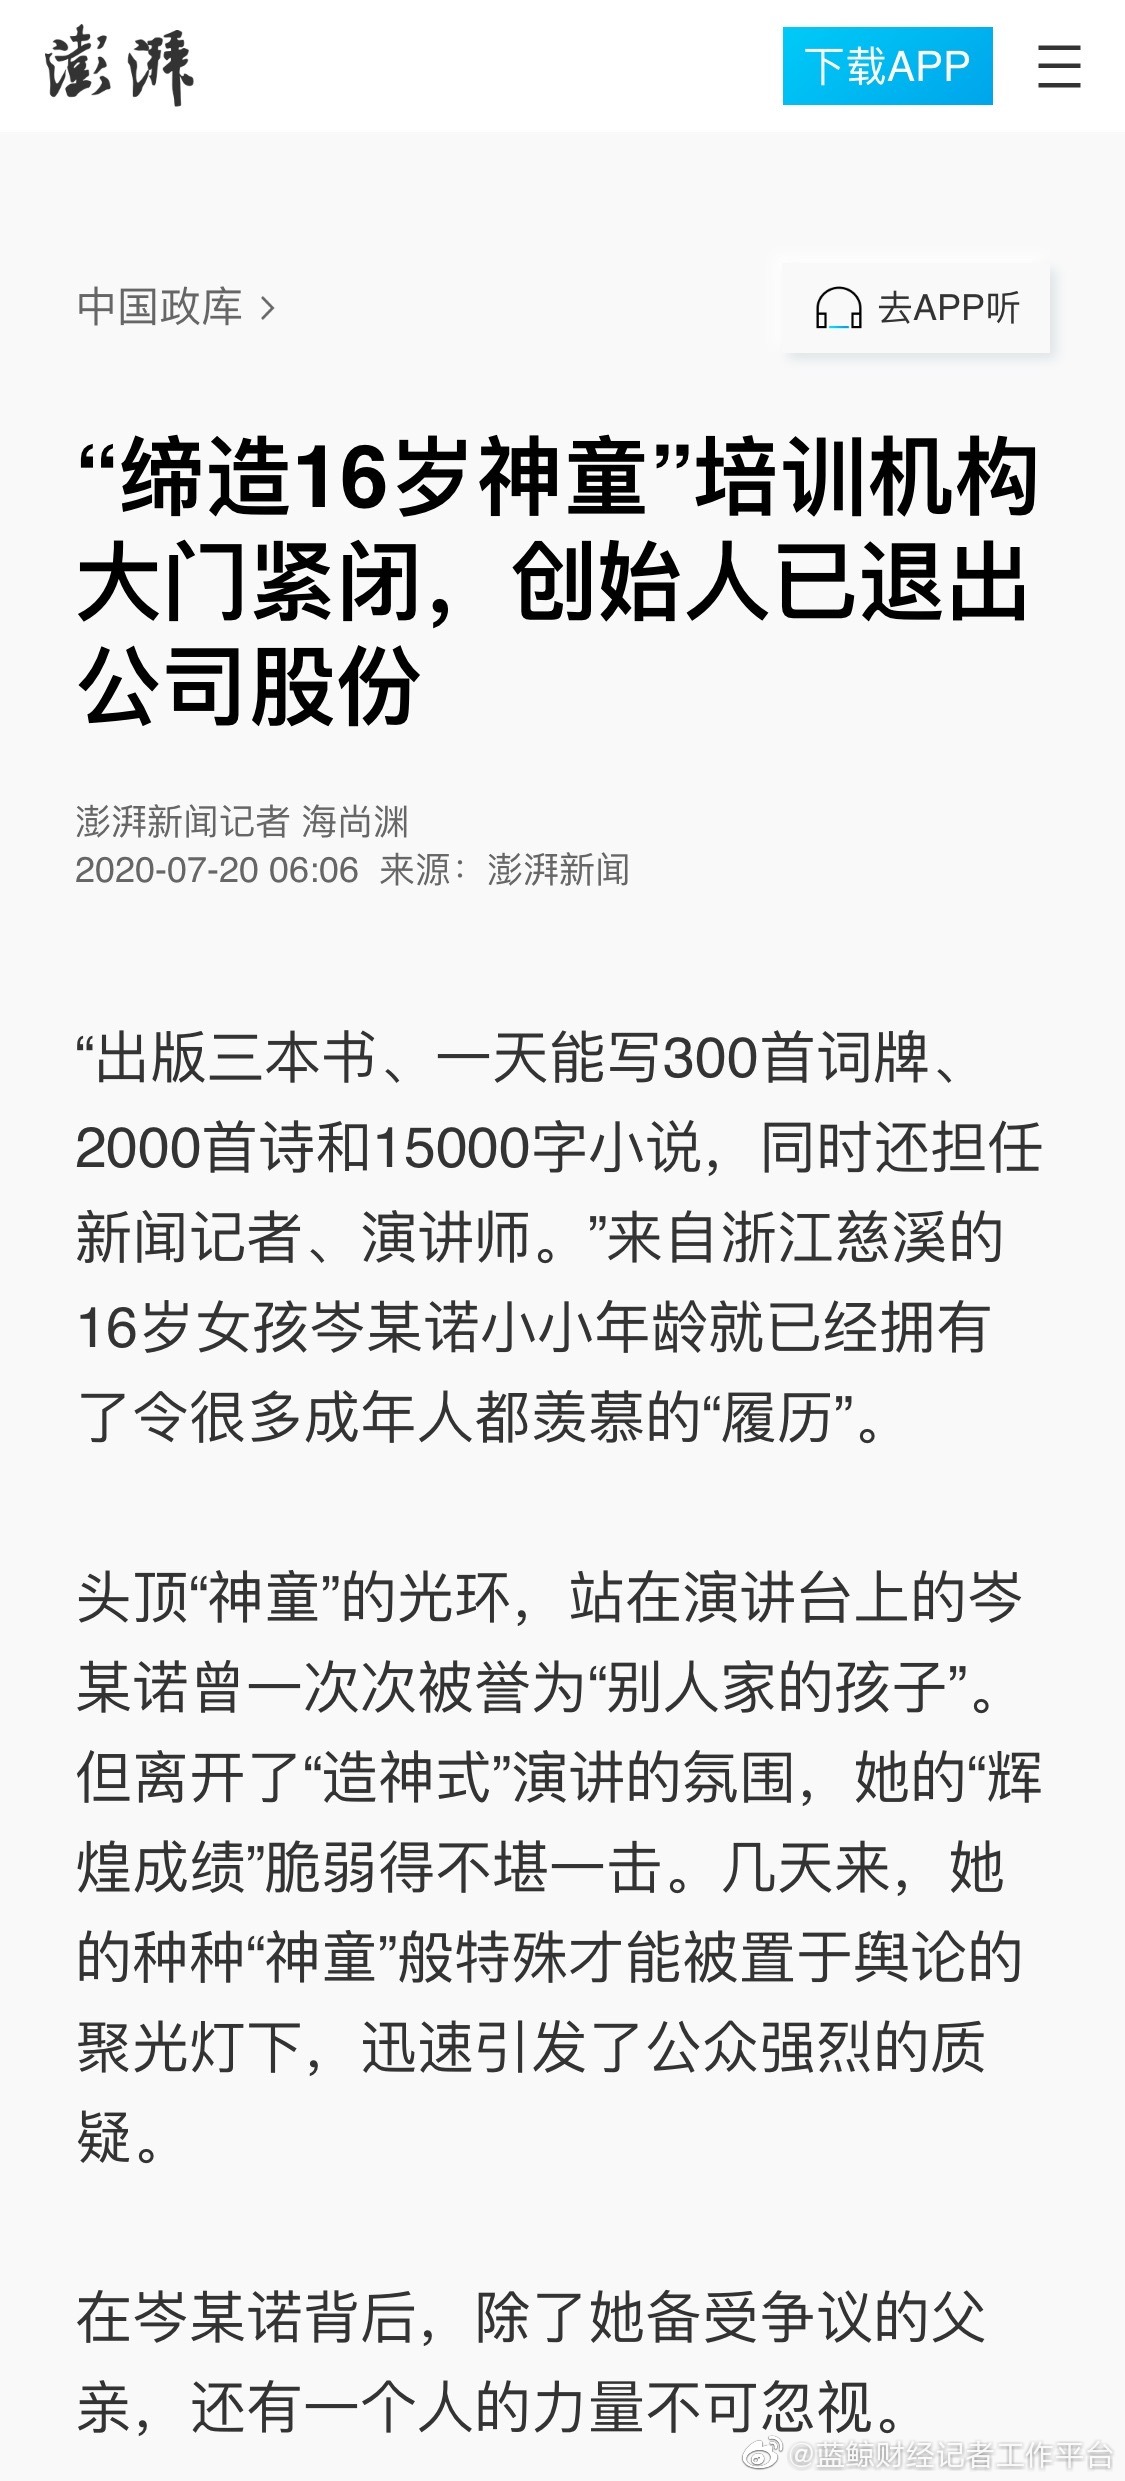 澎湃
下载APP
中国政库
去APP听
“缔造16岁神童”培训机构
大门紧闭，创始人已退出
公司股份
澎湃新闻记者 海尚渊
2020-07-20 06:06 来源：澎湃新闻
“出版三本书、一天能写300首词牌、
2000首诗和15000字小说，同时还担任
新闻记者、演讲师。”来自浙江慈溪的
16岁女孩岑某诺小小年龄就已经拥有
了令很多成年人都羡慕的“履历”。
头顶“神童”的光环，站在演讲台上的岑
某诺曾一次次被誉为“别人家的孩子”。
但离开了“造神式”演讲的氛围，她的“辉
煌成绩”脆弱得不堪一击。几天来，她
的种种“神童”般特殊才能被置于舆论的
聚光灯下，迅速引发了公众强烈的质
疑。
在岑某诺背后，除了她备受争议的父
亲，还有一个人的力量不可忽视。
@蓝鲸财经记者工作平台